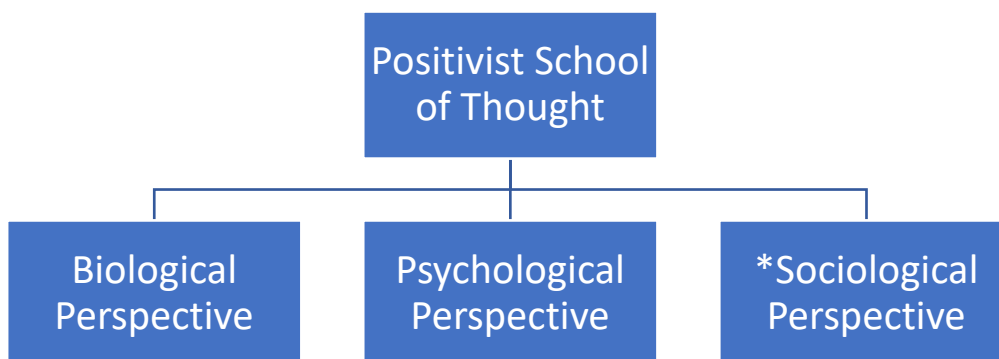 Positivist School
of Thought
Biological
Perspective
Psychological
Perspective
*Sociological
Perspective